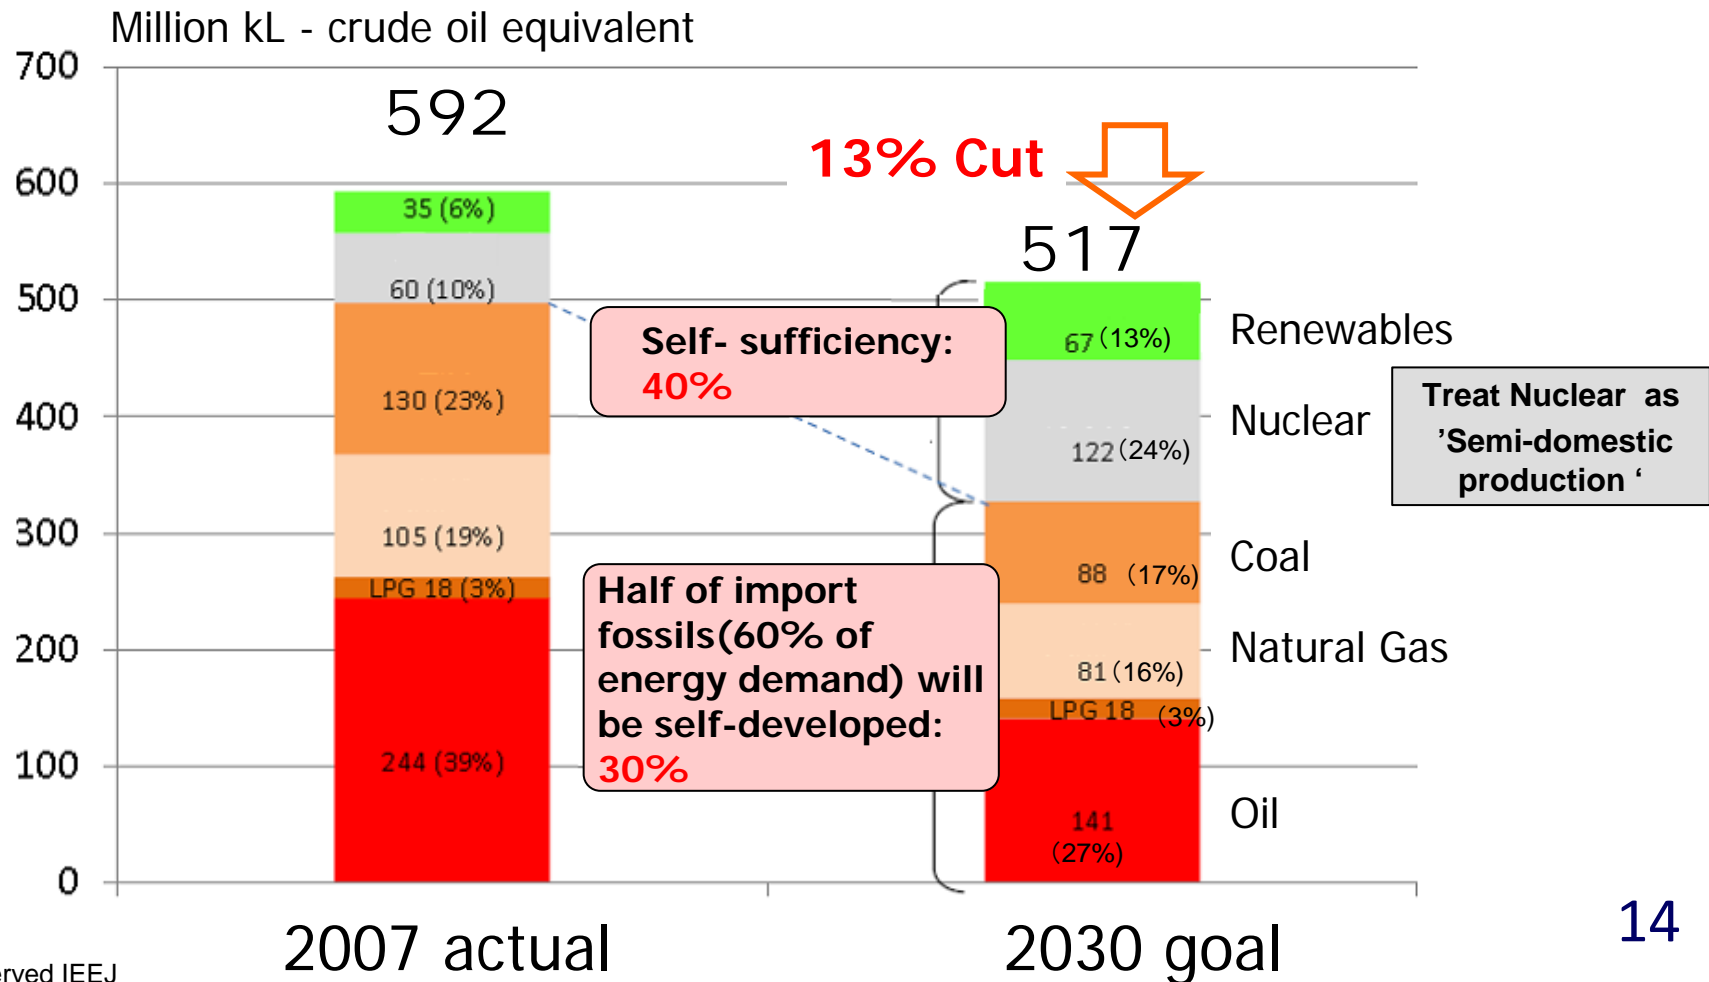 Million kL - crude oil equivalent
700
600
500
400
300
200
100
0
592
35 (6%)
60 (10%)
130 (23%)
105 (19%)
LPG 18 (3%)
244 (39%)
2007 actual
13% Cut
517
67 (13%)
122 (24%)
88 (17%)
81 (16%)
LPG 18 (3%)
141
(27%)
2030 goal
Self- sufficiency:
40%
Half of import
fossils(60% of
energy demand) will
be self-developed:
30%
Renewables
Nuclear
Coal
Natural Gas
Oil
Treat Nuclear as
’Semi-domestic
production ‘
14
erved IEEJ